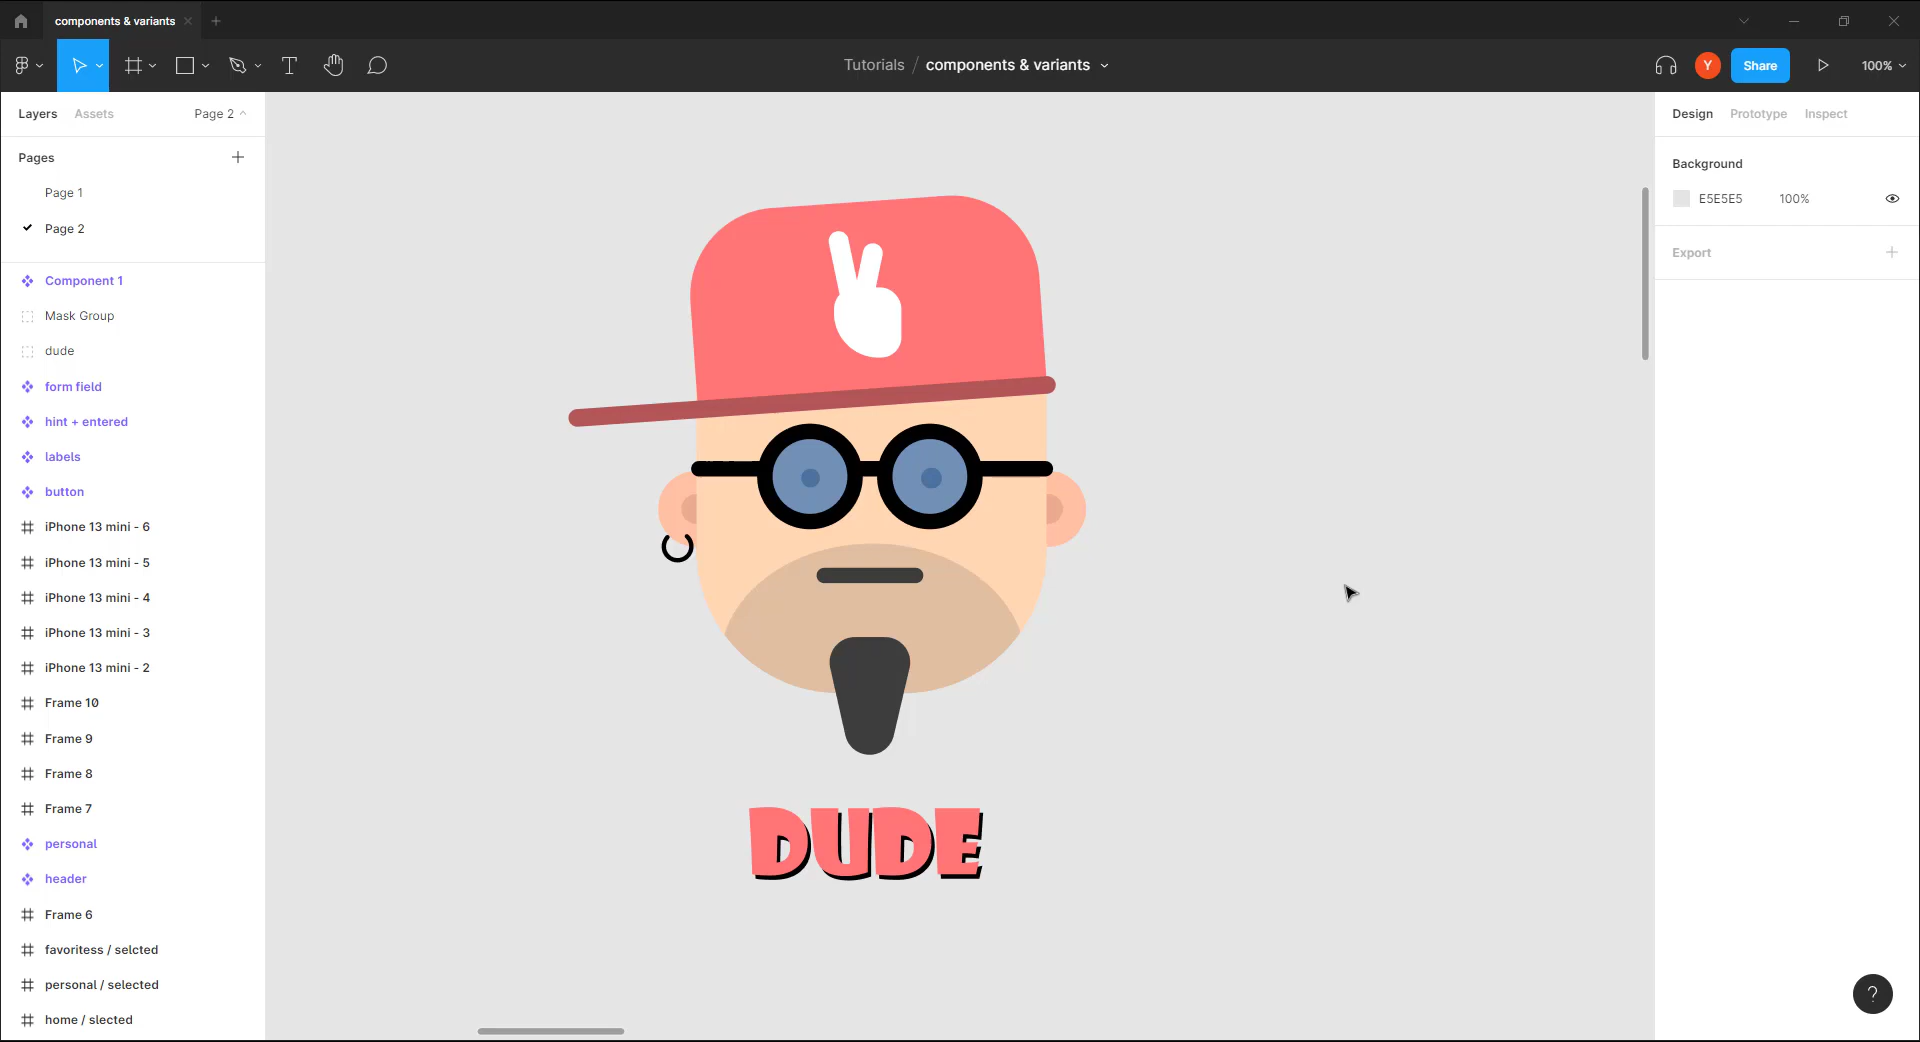 components & variants
Tutorials / components & variants
Y
Share
100%
Layers Assets Page 2
Pages
Page 1
Page 2
Component 1
Mask Group
dude
form field
hint + entered
labels
button
iPhone 13 mini - 6
iPhone 13 mini - 5
iPhone 13 mini - 4
iPhone 13 mini - 3
iPhone 13 mini - 2
Frame 10
Frame 9
Frame 8
Frame 7
personal
header
Frame 6
favoritess / selcted
personal / selected
home / slected
DUDE
Design Prototype Inspect
Background
E5E5E5 100%
Export
?